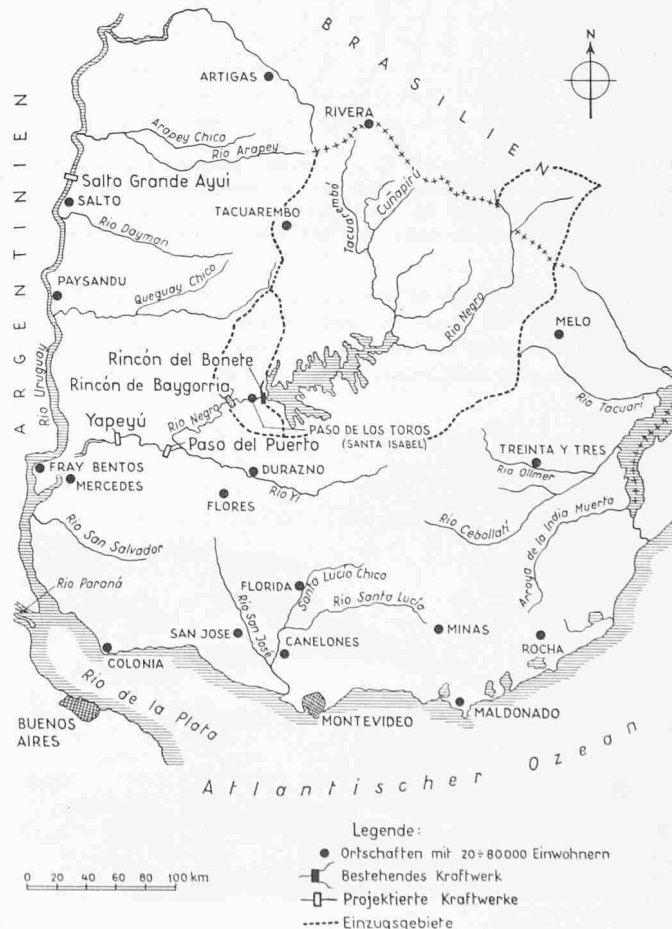 BRASILIEN
N
ARTIGAS
RIVERA
ARGENTINIEN
Arapey Chico
Rio Arapey
Salto Grande Ayui
SALTO
TACUAREMBO
Tacuarembó
Cuñapirú
Rio Dayman
Queguay Chico
PAYSANDU
Rio Negro
MELO
Rio Uruguay
Rincón del Bonete
Rincón de Baygorria
Rio Tacuari
Yapeyú
Rio Negro
PASO DE LOS TOROS
(SANTA ISABEL)
Paso del Puerto
TREINTA Y TRES
FRAY BENTOS
MERCEDES
DURAZNO
Rio Olimer
FLORES
Rio Yi
Rio Cebollatí
Arroya de la India Muerta
Rio San Salvador
Rio Paraná
FLORIDA
Santa Lucio Chico
Rio Santa Lucía
SAN JOSE
Rio San José
CANELONES
MINAS
ROCHA
COLONIA
Rio de la Plata
BUENOS
AIRES
MONTEVIDEO
MALDONADO
Atlantischer Ozean
Legende:
Ortschaften mit 20÷80000 Einwohnern
Bestehendes Kraftwerk
Projektierte Kraftwerke
Einzugsgebiete
0 20 40 60 80 100 km